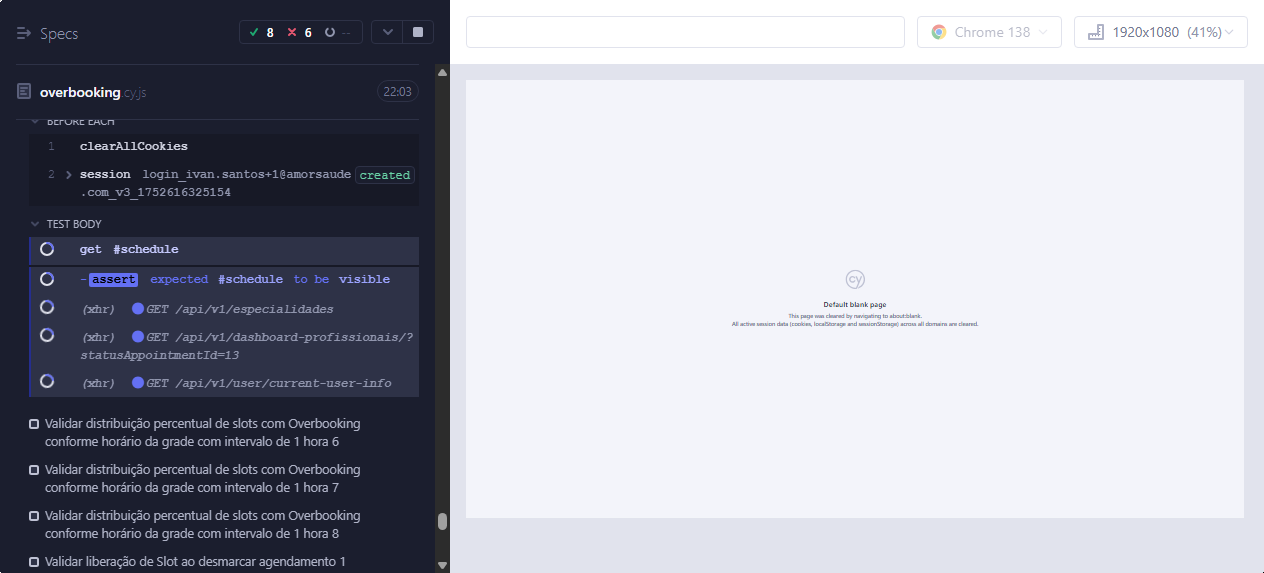 Specs
8 6 --
Chrome 138
1920x1080 (41%)
overbooking.cy.js
22:03
BEFORE EACH
1 clearAllCookies
2 session login_ivan.santos+1@amorsaude created
.com_v3_1752616325154
TEST BODY
get #schedule
-assert expected #schedule to be visible
(xhr) GET /api/v1/especialidades
(xhr) GET /api/v1/dashboard-profissionais/?
statusAppointmentId=13
(xhr) GET /api/v1/user/current-user-info
Validar distribuição percentual de slots com Overbooking
conforme horário da grade com intervalo de 1 hora 6
Validar distribuição percentual de slots com Overbooking
conforme horário da grade com intervalo de 1 hora 7
Validar distribuição percentual de slots com Overbooking
conforme horário da grade com intervalo de 1 hora 8
Validar liberação de Slot ao desmarcar agendamento 1
cy
Default blank page
This page was cleared by navigating to about:blank.
All active session data (cookies, localStorage and sessionStorage) across all domains are cleared.